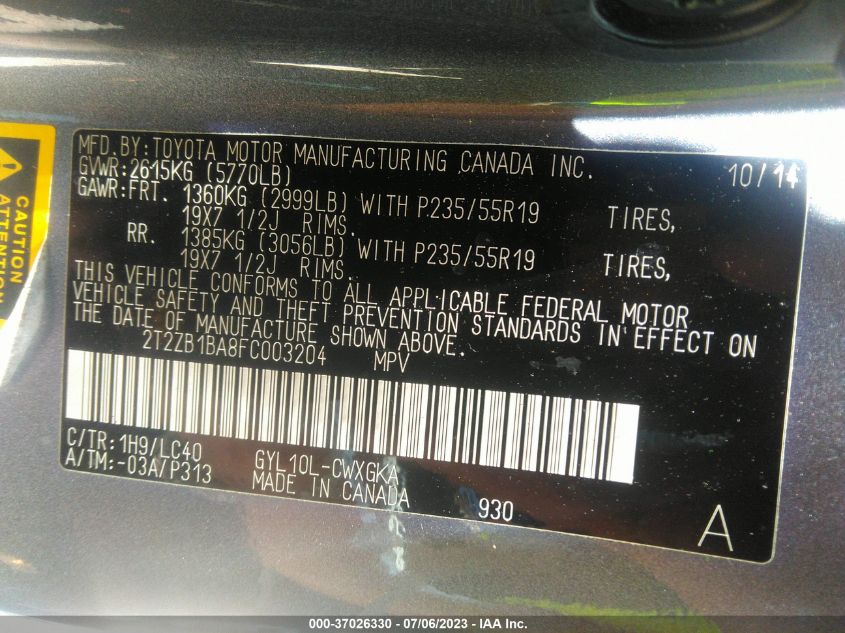 MFD. BY: TOYOTA MOTOR MANUFACTURING CANADA INC. 10/14
GVWR: 2615KG (5770LB)
GAWR: FRT. 1360KG (2999LB) WITH P235/55R19 TIRES,
19X7 1/2J RIMS.
RR. 1385KG (3056LB) WITH P235/55R19 TIRES,
19X7 1/2J RIMS.
THIS VEHICLE CONFORMS TO ALL APPLICABLE FEDERAL MOTOR
VEHICLE SAFETY AND THEFT PREVENTION STANDARDS IN EFFECT ON
THE DATE OF MANUFACTURE SHOWN ABOVE.
2T2ZB1BA8FC003204 MPV
C/TR: 1H9/LC40 GYL10L-CWXGKA
A/TM: -03A/P313 MADE IN CANADA 930
A
CAUTION
ATTENTION
000-37026330 - 07/06/2023 - IAA Inc.